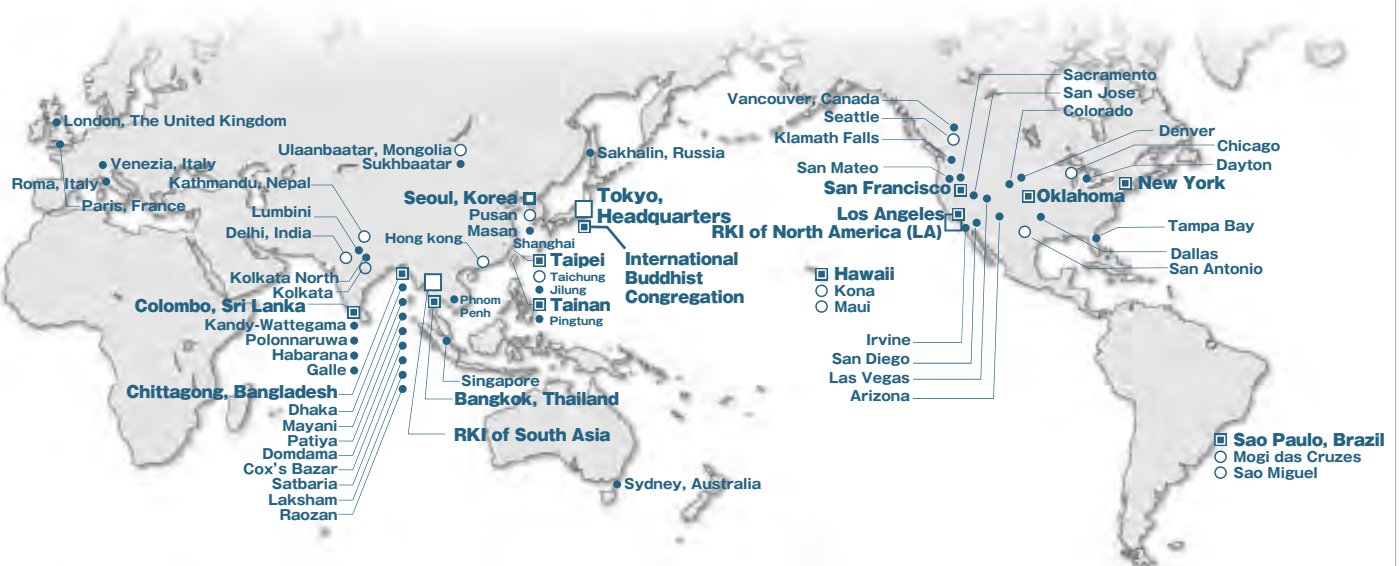 London, The United Kingdom
Venezia, Italy
Roma, Italy
Paris, France
Ulaanbaatar, Mongolia
Sukhbaatar
Kathmandu, Nepal
Lumbini
Delhi, India
Kolkata North
Kolkata
Colombo, Sri Lanka
Kandy-Wattegama
Polonnaruwa
Habarana
Galle
Chittagong, Bangladesh
Dhaka
Mayani
Patiya
Domdama
Cox's Bazar
Satbaria
Laksham
Raozan
Sakhalin, Russia
Seoul, Korea
Pusan
Masan
Tokyo,
Headquarters
International
Buddhist
Congregation
Hong kong
Shanghai
Taipei
Taichung
Jilung
Tainan
Pingtung
Phnom
Penh
Singapore
Bangkok, Thailand
RKI of South Asia
Sydney, Australia
Vancouver, Canada
Seattle
Klamath Falls
San Mateo
San Francisco
Los Angeles
RKI of North America (LA)
Hawaii
Kona
Maui
Irvine
San Diego
Las Vegas
Arizona
Sacramento
San Jose
Colorado
Denver
Chicago
Dayton
New York
Oklahoma
Tampa Bay
Dallas
San Antonio
Sao Paulo, Brazil
Mogi das Cruzes
Sao Miguel